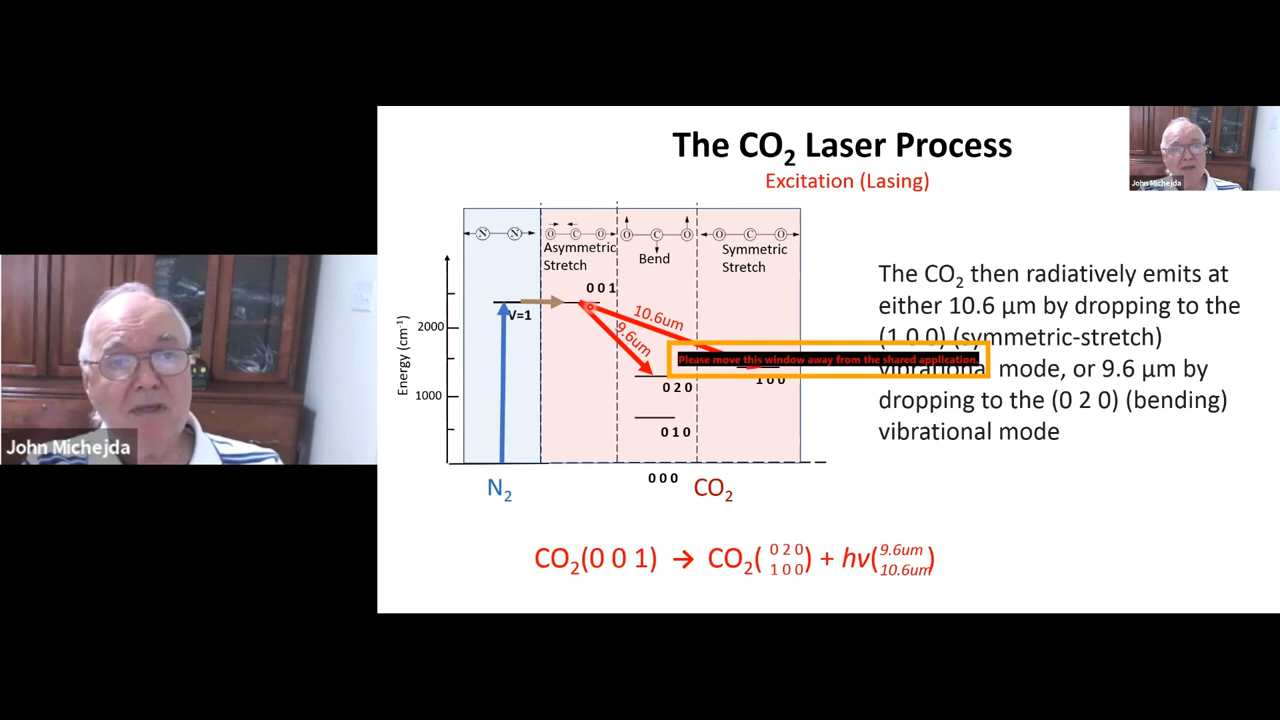 The CO₂ Laser Process
Excitation (Lasing)
John Michejda
N N
O C O
O C O
O C O
Asymmetric
Stretch
Bend
Symmetric
Stretch
0 0 1
V=1
10.6um
9.6um
2000
1000
Energy (cm⁻¹)
Please move this window away from the shared application.
1 0 0
0 2 0
0 1 0
0 0 0
N₂
CO₂
The CO₂ then radiatively emits at
either 10.6 µm by dropping to the
(1 0 0) (symmetric-stretch)
vibrational mode, or 9.6 µm by
dropping to the (0 2 0) (bending)
vibrational mode
John Michejda
CO₂(0 0 1) → CO₂(0 2 0 1 0 0) + hv(9.6um 10.6um)